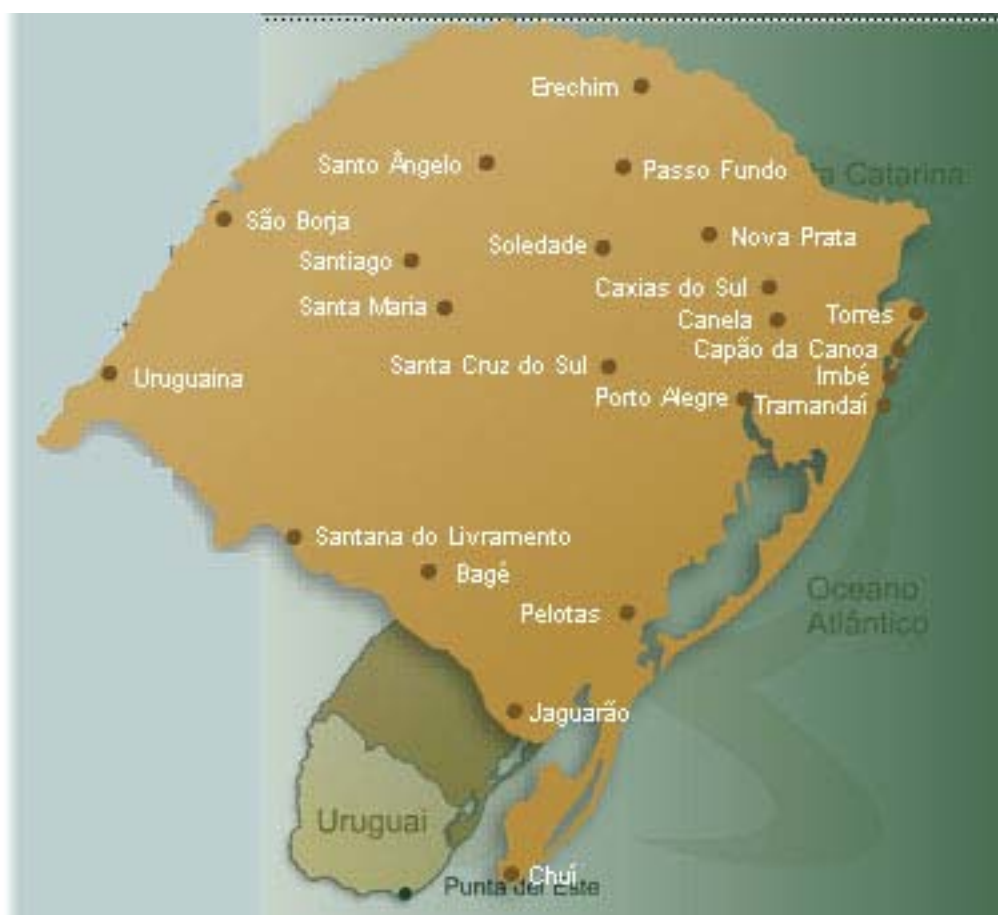 Erechim
Santo Ângelo
Passo Fundo
Catarina
São Borja
Nova Prata
Soledade
Santiago
Caxias do Sul
Santa Maria
Canela
Torres
Capão da Canoa
Santa Cruz do Sul
Uruguaina
Imbé
Porto Alegre
Tramandaí
Santana do Livramento
Bagé
Oceano
Atlântico
Pelotas
Jaguarão
Uruguai
Chuí
Punta del Este